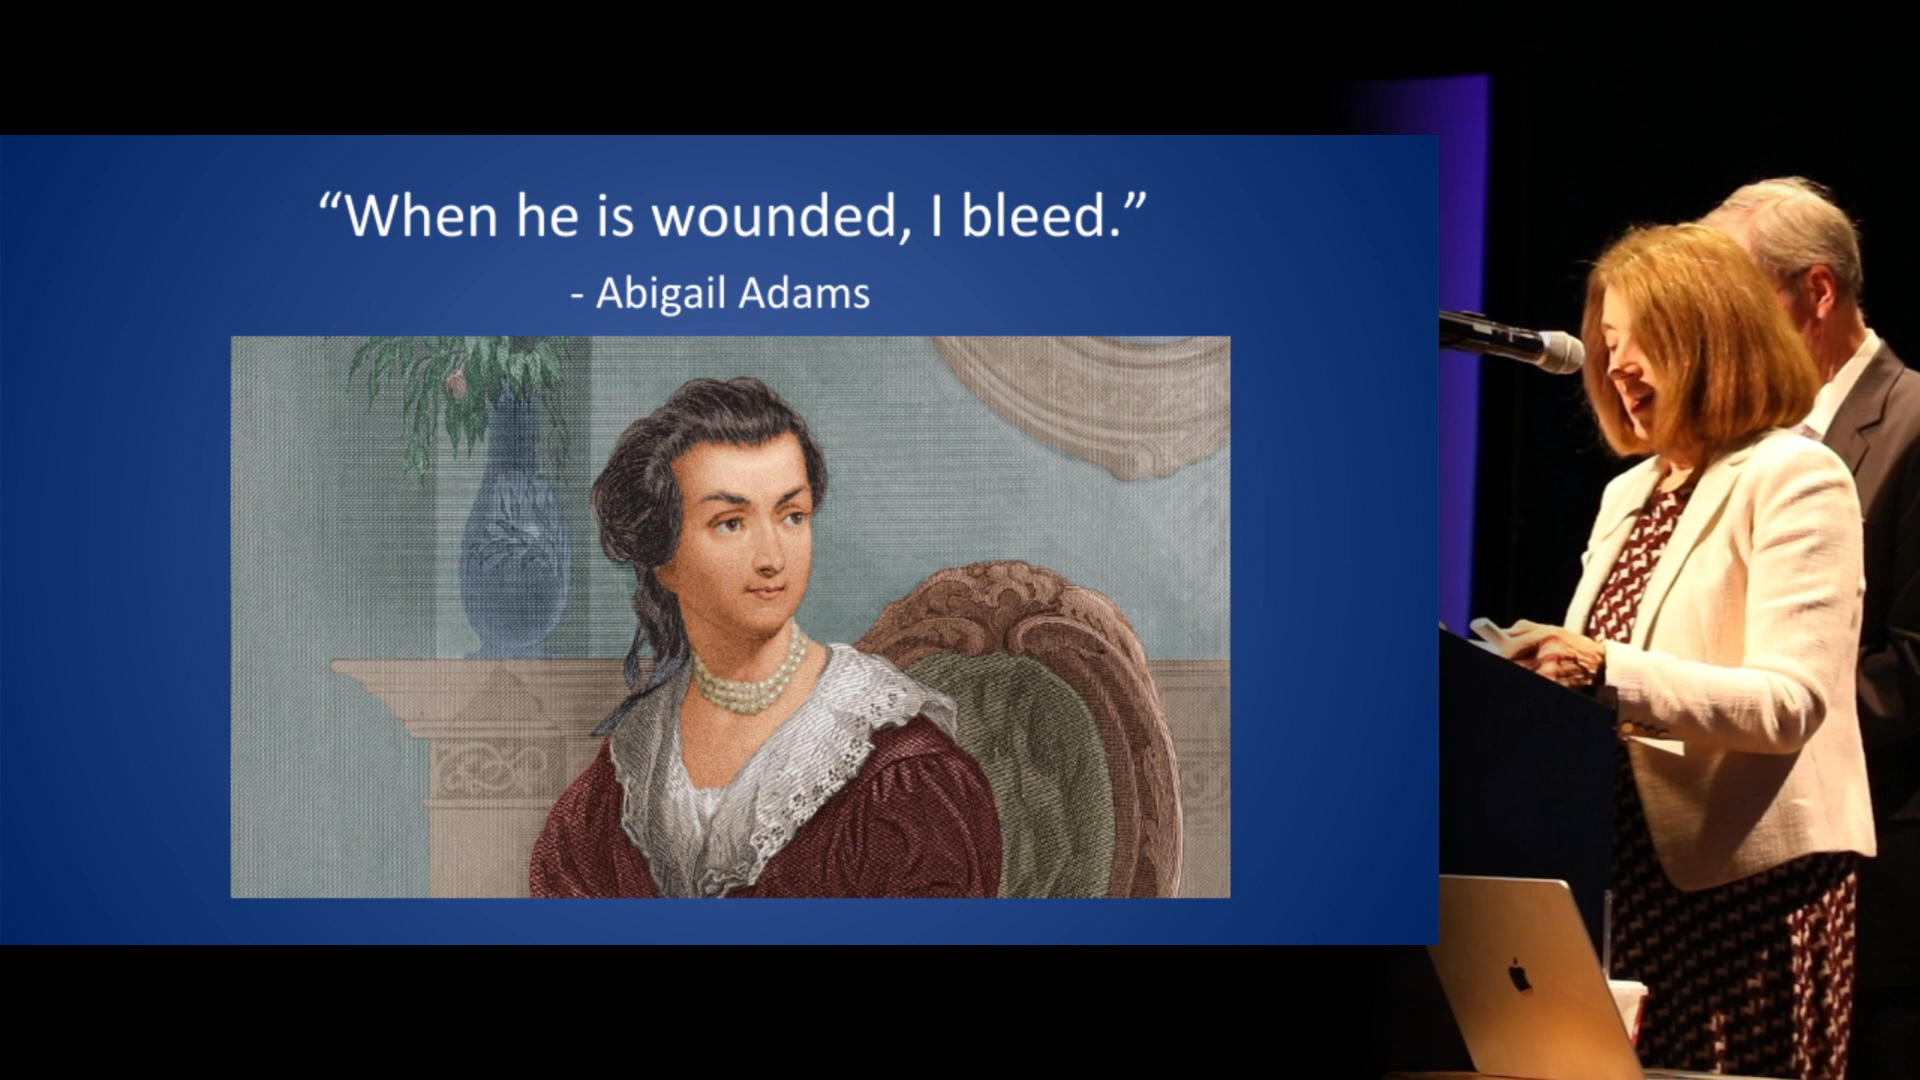 “When he is wounded, I bleed.”
- Abigail Adams